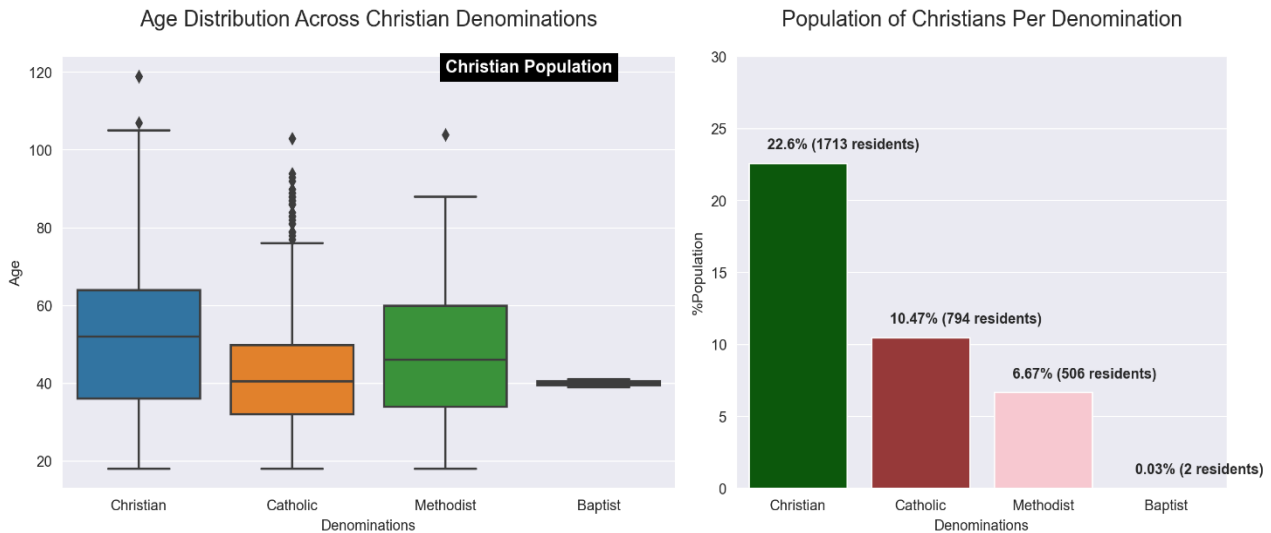 Age Distribution Across Christian Denominations
Christian Population
120
100
80
60
40
20
Age
Christian
Catholic
Methodist
Baptist
Denominations
Population of Christians Per Denomination
30
25
20
15
10
5
0
%Population
22.6% (1713 residents)
10.47% (794 residents)
6.67% (506 residents)
0.03% (2 residents)
Christian
Catholic
Methodist
Baptist
Denominations